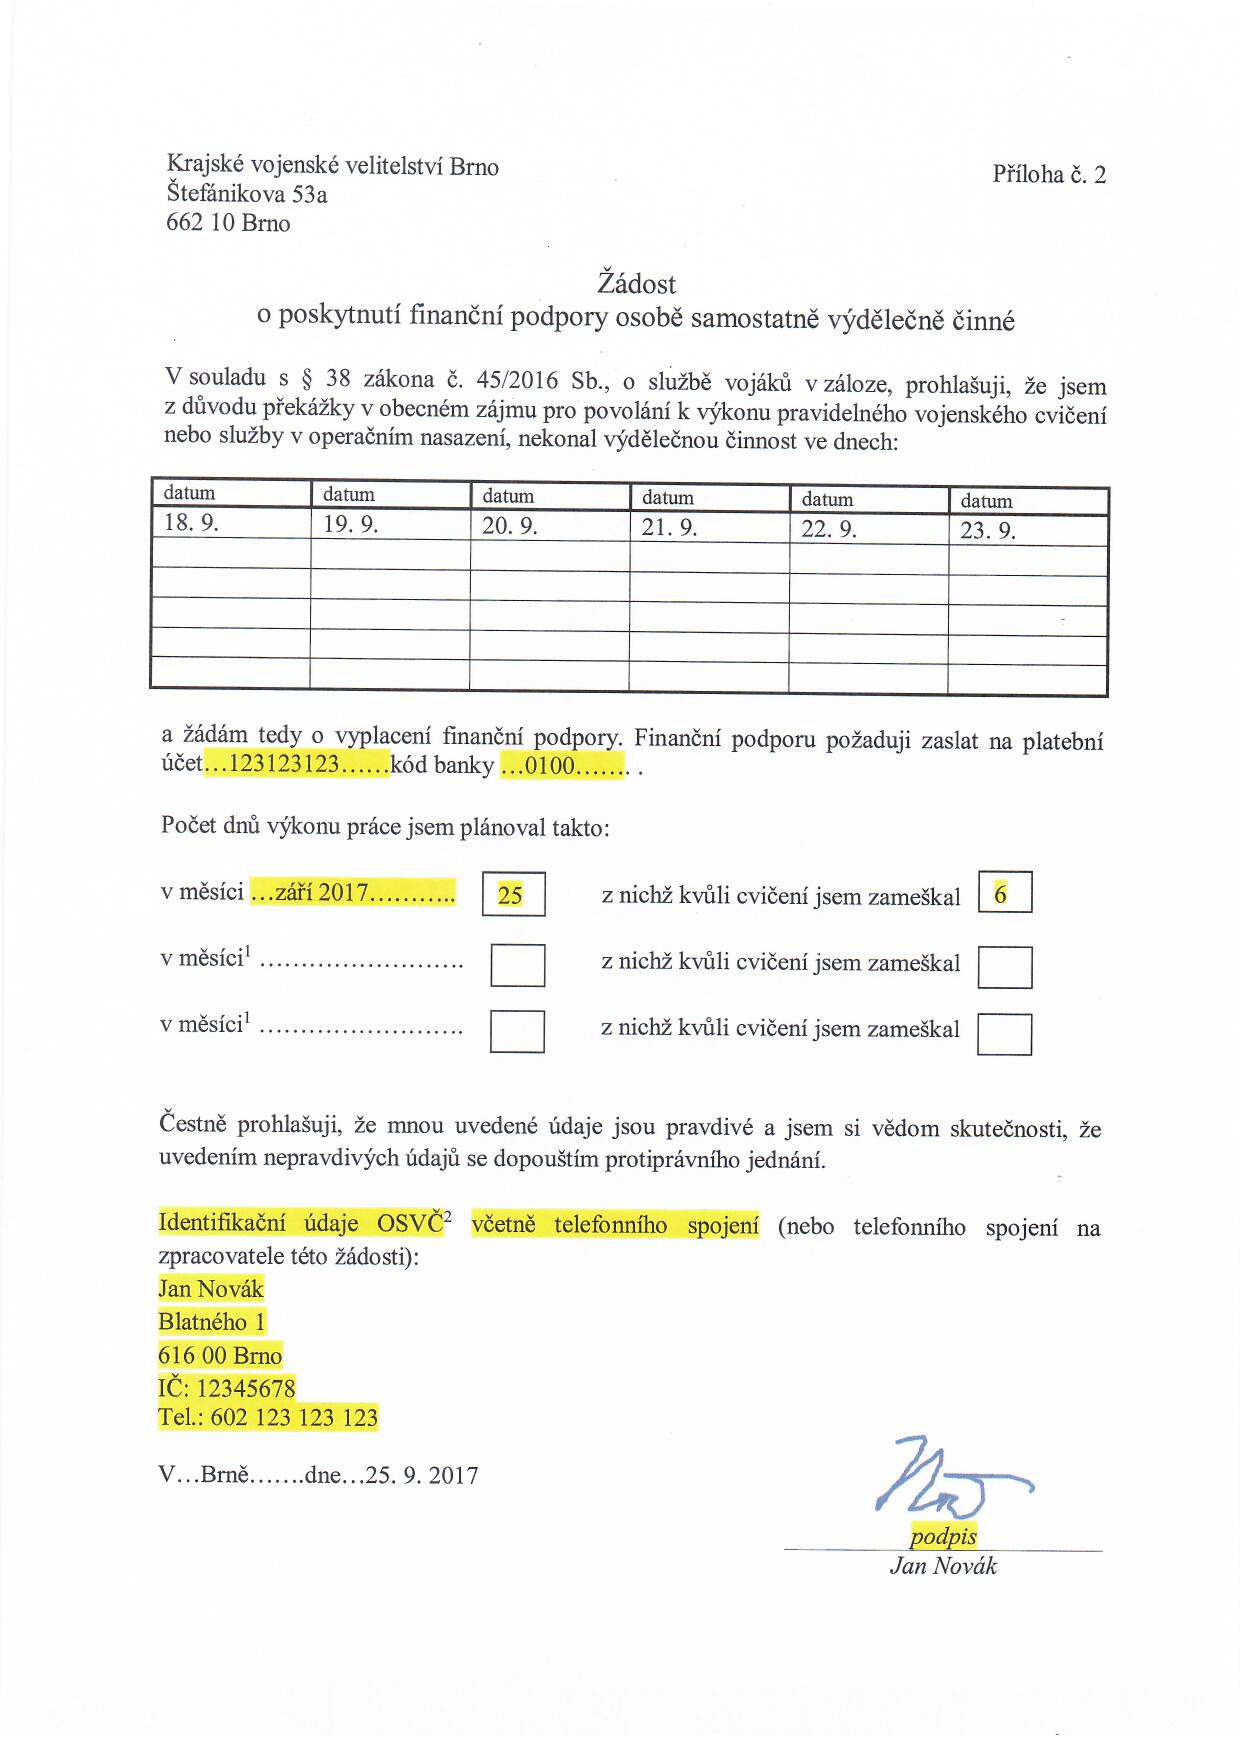 Krajské vojenské velitelství Brno
Příloha č. 2
Štefánikova 53a
662 10 Brno
Žádost
o poskytnutí finanční podpory osobě samostatně výdělečně činné
V souladu s § 38 zákona č. 45/2016 Sb., o službě vojáků v záloze, prohlašuji, že jsem
z důvodu překážky v obecném zájmu pro povolání k výkonu pravidelného vojenského cvičení
nebo služby v operačním nasazení, nekonal výdělečnou činnost ve dnech:
datum datum datum datum datum datum
18. 9. 19. 9. 20. 9. 21. 9. 22. 9. 23. 9.
a žádám tedy o vyplacení finanční podpory. Finanční podporu požaduji zaslat na platební
účet…123123123……kód banky …0100……. .
Počet dnů výkonu práce jsem plánoval takto:
v měsíci …září 2017……….. 25 z nichž kvůli cvičení jsem zameškal 6
v měsíci¹ ……………………. z nichž kvůli cvičení jsem zameškal
v měsíci¹ ……………………. z nichž kvůli cvičení jsem zameškal
Čestně prohlašuji, že mnou uvedené údaje jsou pravdivé a jsem si vědom skutečnosti, že
uvedením nepravdivých údajů se dopouštím protiprávního jednání.
Identifikační údaje OSVČ² včetně telefonního spojení (nebo telefonního spojení na
zpracovatele této žádosti):
Jan Novák
Blatného 1
616 00 Brno
IČ: 12345678
Tel.: 602 123 123 123
V…Brně…….dne…25. 9. 2017
podpis
Jan Novák